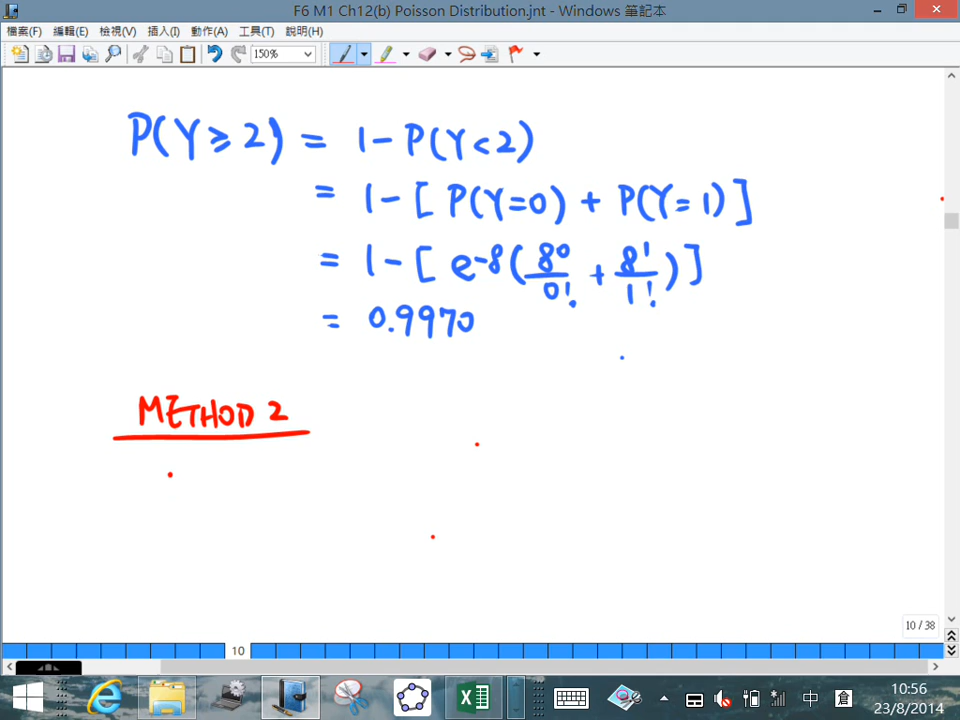 F6 M1 Ch12(b) Poisson Distribution.jnt - Windows 筆記本
檔案(F) 編輯(E) 檢視(V) 插入(I) 動作(A) 工具(T) 說明(H)
150%
P(Y⩾2) = 1-P(Y<2)
= 1-[P(Y=0) + P(Y=1)]
= 1-[e^-8(8^0/0! + 8^1/1!)]
= 0.9970
METHOD 2
10 / 38
10
中 倉 10:56
23/8/2014